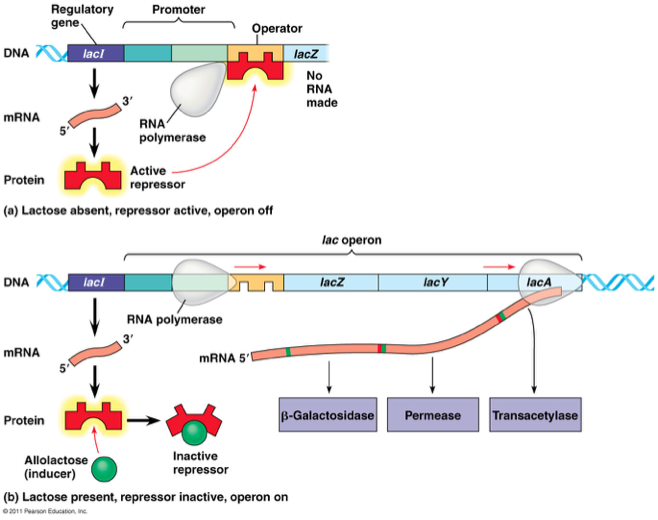 Regulatory
gene
Promoter
Operator
DNA
lacI
lacZ
No
RNA
made
mRNA
5′
3′
RNA
polymerase
Protein
Active
repressor
(a) Lactose absent, repressor active, operon off
lac operon
DNA
lacI
lacZ
lacY
lacA
RNA polymerase
mRNA
5′
3′
mRNA 5′
Protein
β-Galactosidase
Permease
Transacetylase
Allolactose
(inducer)
Inactive
repressor
(b) Lactose present, repressor inactive, operon on
© 2011 Pearson Education, Inc.